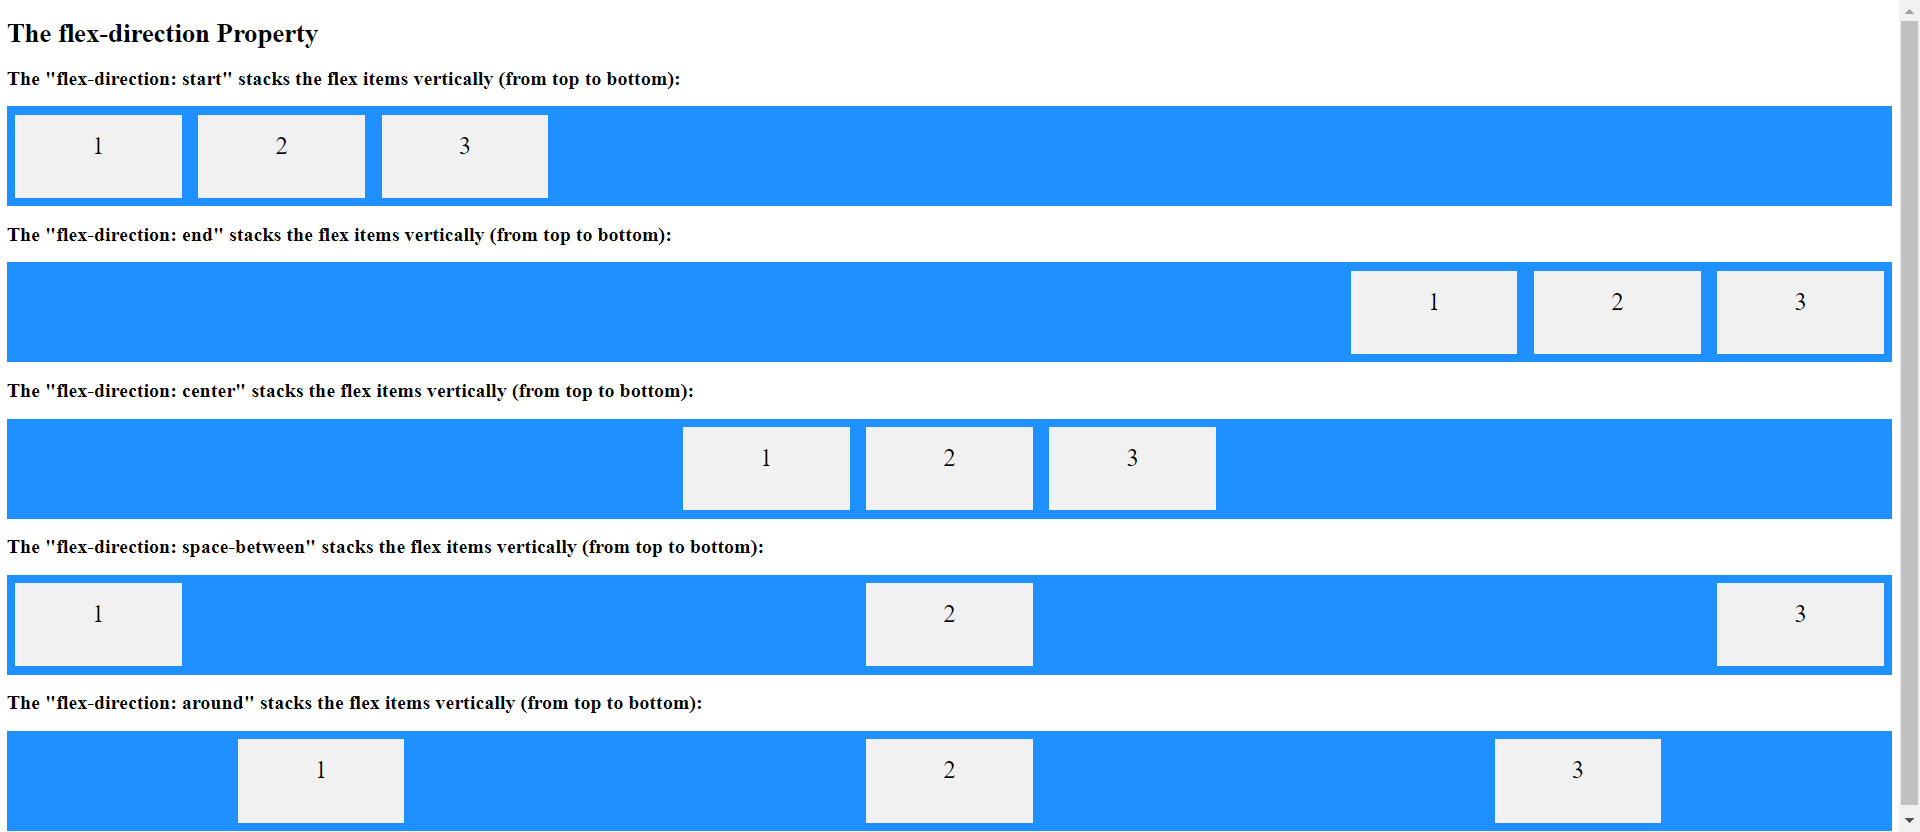 The flex-direction Property
The "flex-direction: start" stacks the flex items vertically (from top to bottom):
1 2 3
The "flex-direction: end" stacks the flex items vertically (from top to bottom):
1 2 3
The "flex-direction: center" stacks the flex items vertically (from top to bottom):
1 2 3
The "flex-direction: space-between" stacks the flex items vertically (from top to bottom):
1 2 3
The "flex-direction: around" stacks the flex items vertically (from top to bottom):
1 2 3